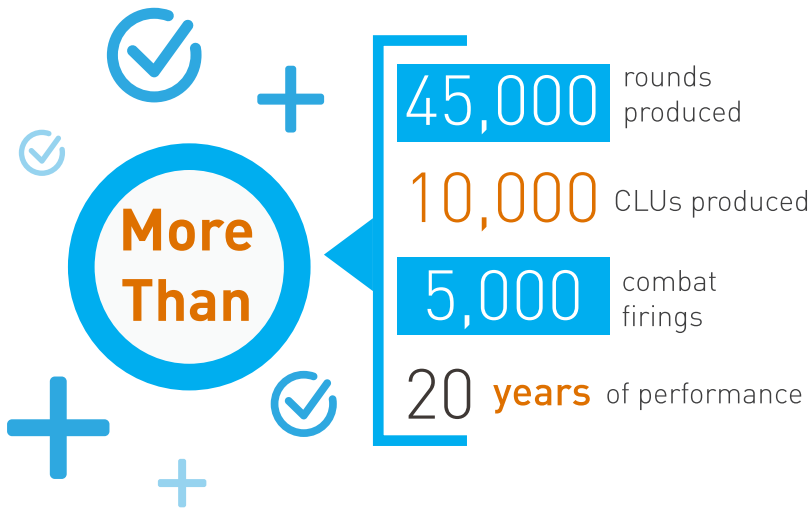 More
Than
45,000 rounds
produced
10,000 CLUs produced
5,000 combat
firings
20 years of performance